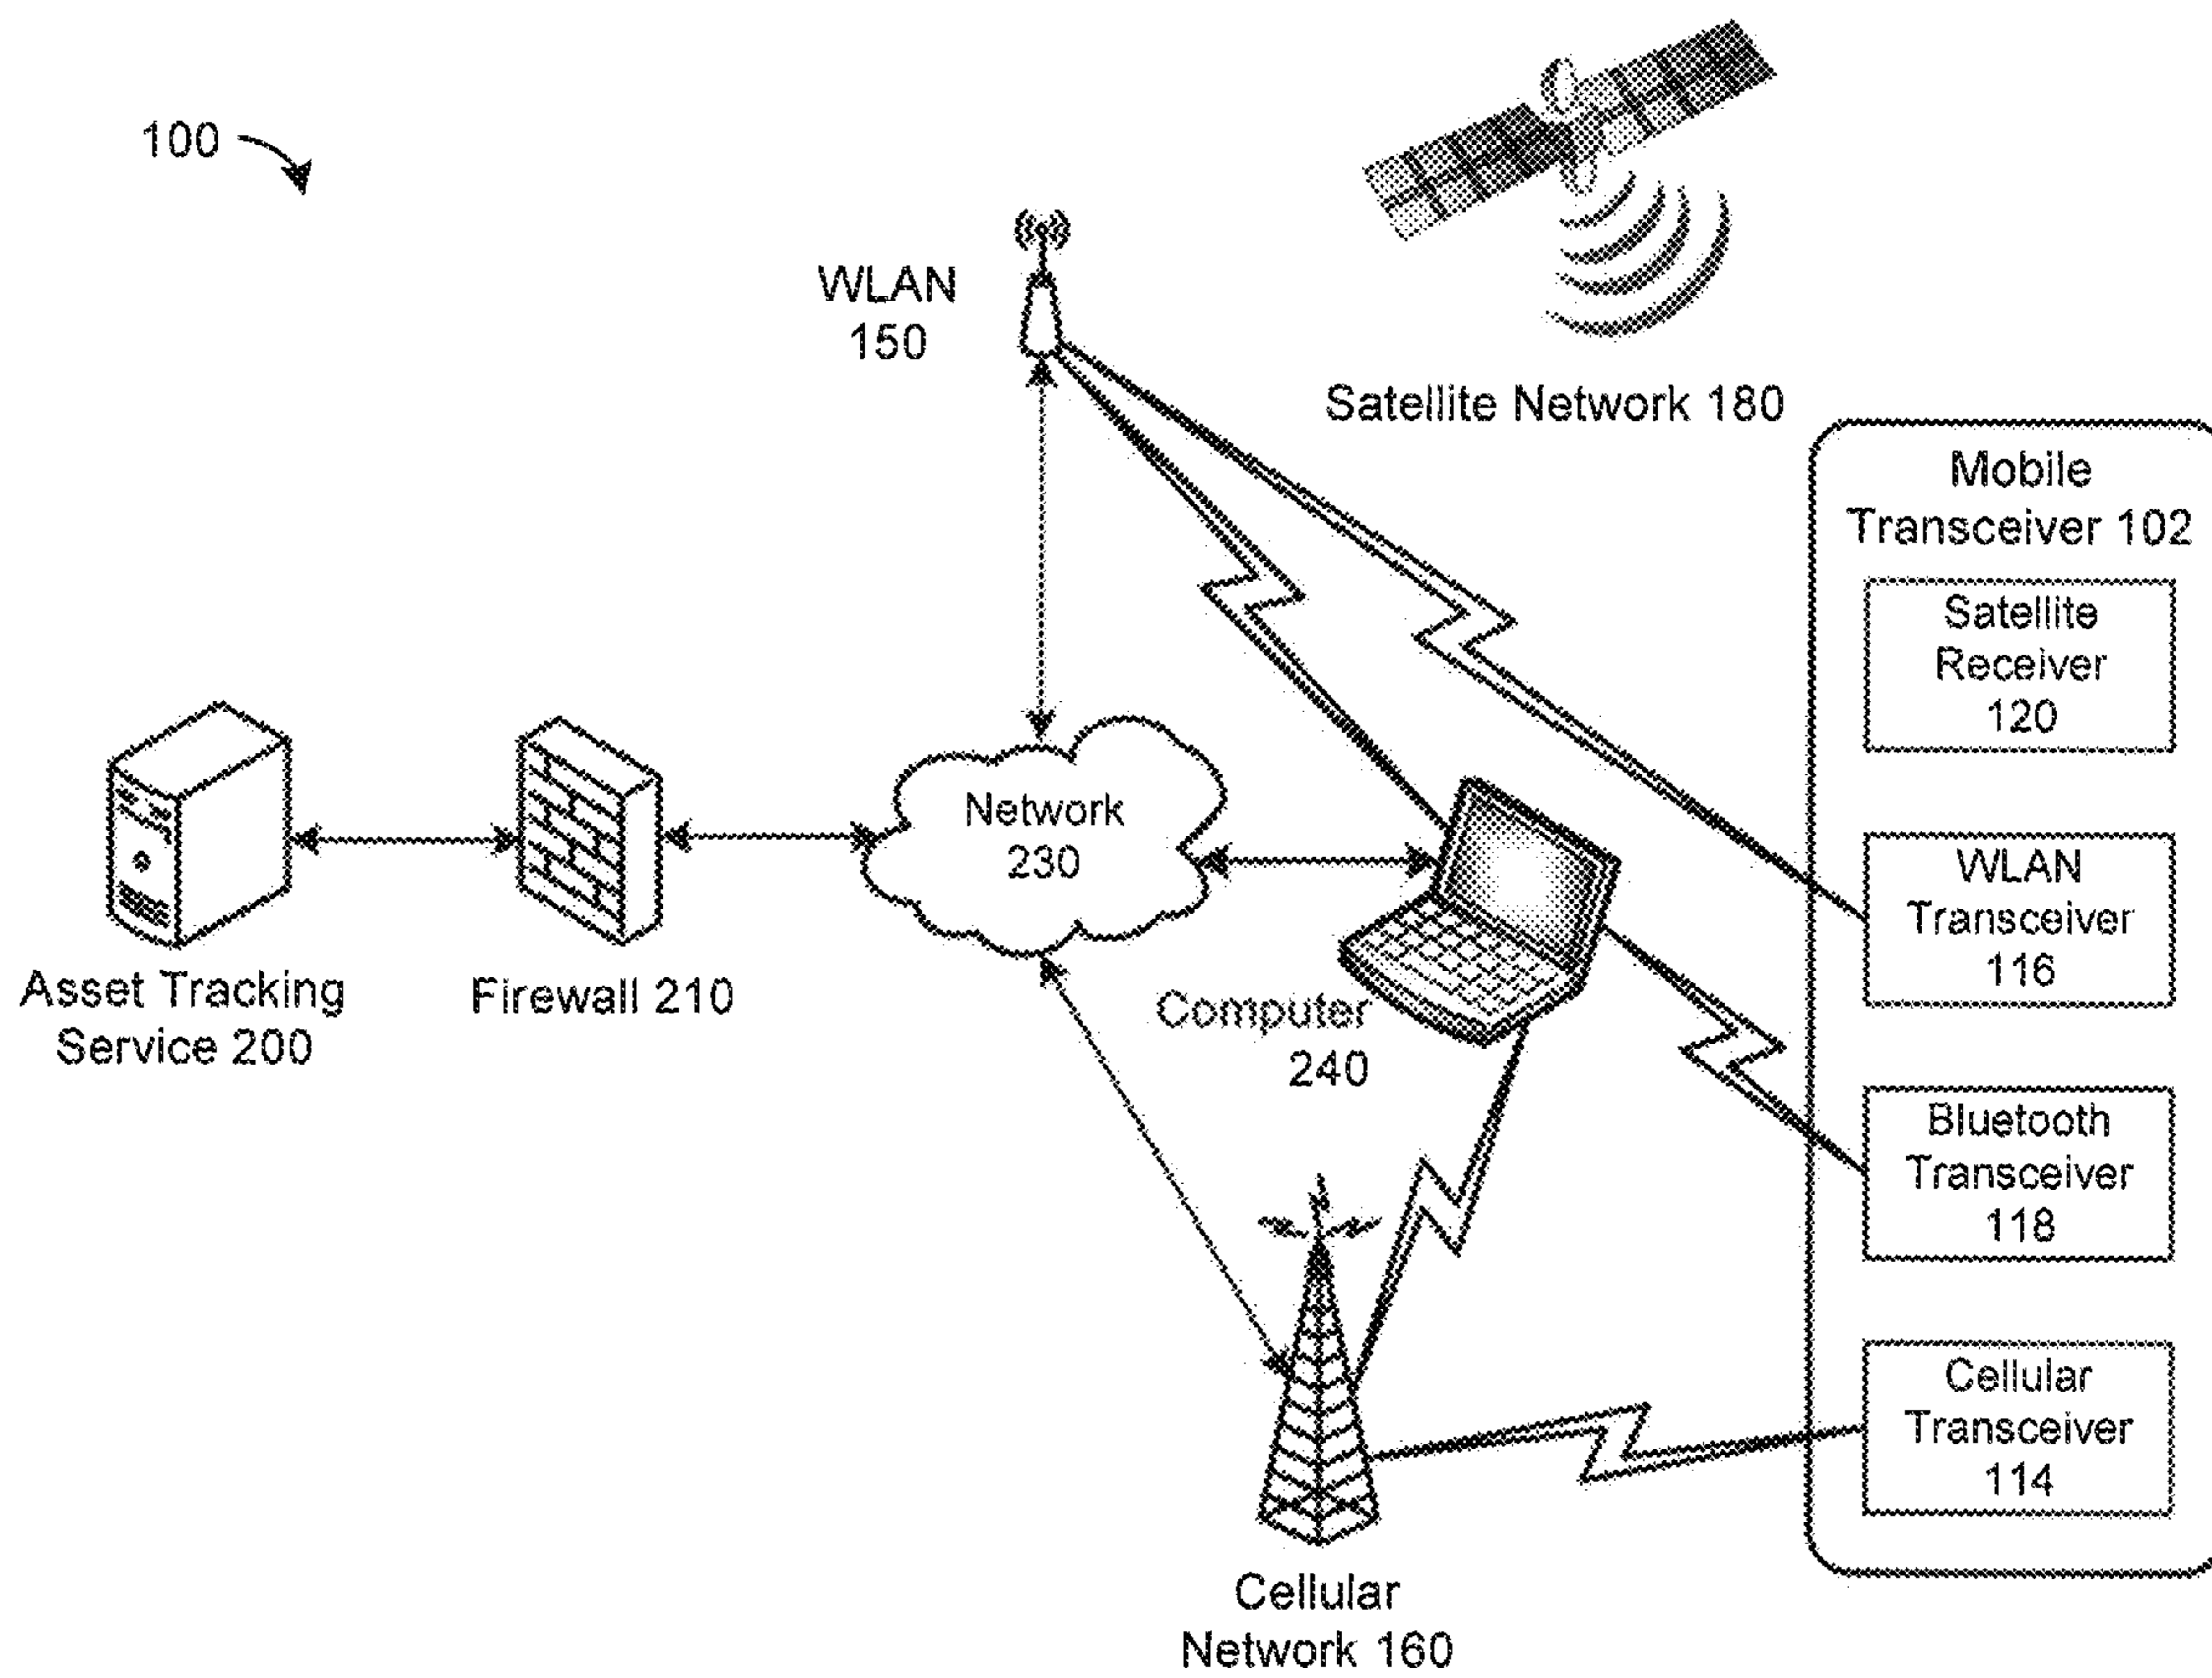 100
WLAN
150
Satellite Network 180
Mobile
Transceiver 102
Satellite
Receiver
120
WLAN
Transceiver
116
Bluetooth
Transceiver
118
Cellular
Transceiver
114
Network
230
Asset Tracking
Service 200
Firewall 210
Computer
240
Cellular
Network 160